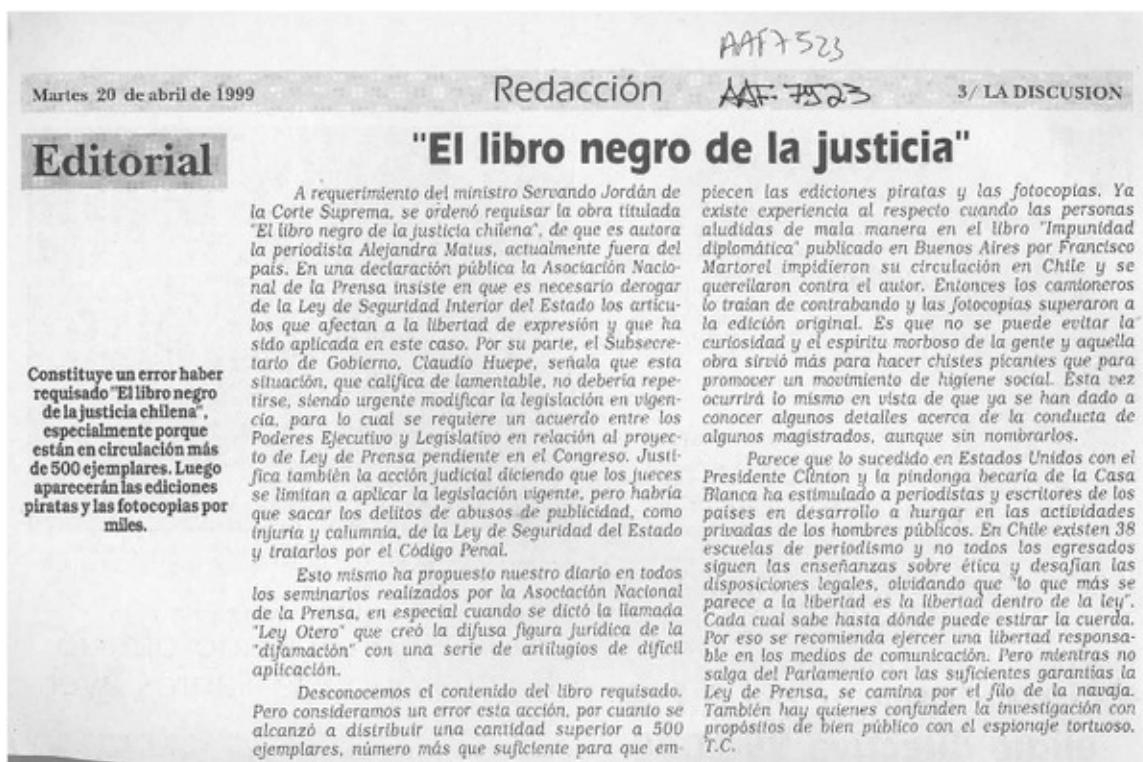 AAF7523
Martes, 20 de abril de 1999
Redacción
AAF-7523
3/ LA DISCUSION
Editorial
"El libro negro de la justicia"
Constituye un error haber
requisado "El libro negro
de la justicia chilena",
especialmente porque
están en circulación más
de 500 ejemplares. Luego
aparecerán las ediciones
piratas y las fotocopias por
miles.
A requerimiento del ministro Servando Jordán de
la Corte Suprema, se ordenó requisar la obra titulada
"El libro negro de la justicia chilena", de que es autora
la periodista Alejandra Matus, actualmente fuera del
país. En una declaración pública la Asociación Nacio-
nal de la Prensa insiste en que es necesario derogar
de la Ley de Seguridad Interior del Estado los artícu-
los que afectan a la libertad de expresión y que ha
sido aplicada en este caso. Por su parte, el Subsecre-
tario de Gobierno, Claudio Huepe, señala que esta
situación, que califica de lamentable, no debería repe-
tirse, siendo urgente modificar la legislación en vigen-
cia, para lo cual se requiere un acuerdo entre los
Poderes Ejecutivo y Legislativo en relación al proyec-
to de Ley de Prensa pendiente en el Congreso. Justi-
fica también la acción judicial diciendo que los jueces
se limitan a aplicar la legislación vigente, pero habría
que sacar los delitos de abusos de publicidad, como
injuria y calumnia, de la Ley de Seguridad del Estado
y tratarlos por el Código Penal.
Esto mismo ha propuesto nuestro diario en todos
los seminarios realizados por la Asociación Nacional
de la Prensa, en especial cuando se dictó la llamada
"Ley Otero" que creó la difusa figura jurídica de la
"difamación" con una serie de artilugios de difícil
aplicación.
Desconocemos el contenido del libro requisado.
Pero consideramos un error esta acción, por cuanto se
alcanzó a distribuir una cantidad superior a 500
ejemplares, número más que suficiente para que em-
piecen las ediciones piratas y las fotocopias. Ya
existe experiencia al respecto cuando las personas
aludidas de mala manera en el libro "Impunidad
diplomática" publicado en Buenos Aires por Francisco
Martorel impidieron su circulación en Chile y se
querellaron contra el autor. Entonces los camioneros
lo traían de contrabando y las fotocopias superaron a
la edición original. Es que no se puede evitar la
curiosidad y el espíritu morboso de la gente y aquella
obra sirvió más para hacer chistes picantes que para
promocer un movimiento de higiene social. Esta vez
ocurrirá lo mismo en vista de que ya se han dado a
conocer algunos detalles acerca de la conducta de
algunos magistrados, aunque sin nombrarlos.
Parece que lo sucedido en Estados Unidos con el
Presidente Clinton y la pindonga becaria de la Casa
Blanca ha estimulado a periodistas y escritores de los
países en desarrollo a hurgar en las actividades
privadas de los hombres públicos. En Chile existen 38
escuelas de periodismo y no todos los egresados
siguen las enseñanzas sobre ética y desafían las
disposiciones legales, olvidando que "lo que más se
parece a la libertad es la libertad dentro de la ley".
Cada cual sabe hasta dónde puede estirar la cuerda.
Por eso se recomienda ejercer una libertad responsa-
ble en los medios de comunicación. Pero mientras no
salga del Parlamento con las suficientes garantías la
Ley de Prensa, se camina por el filo de la navaja.
También hay quienes confunden la investigación con
propósitos de bien público con el espionaje tortuoso.
T.C.